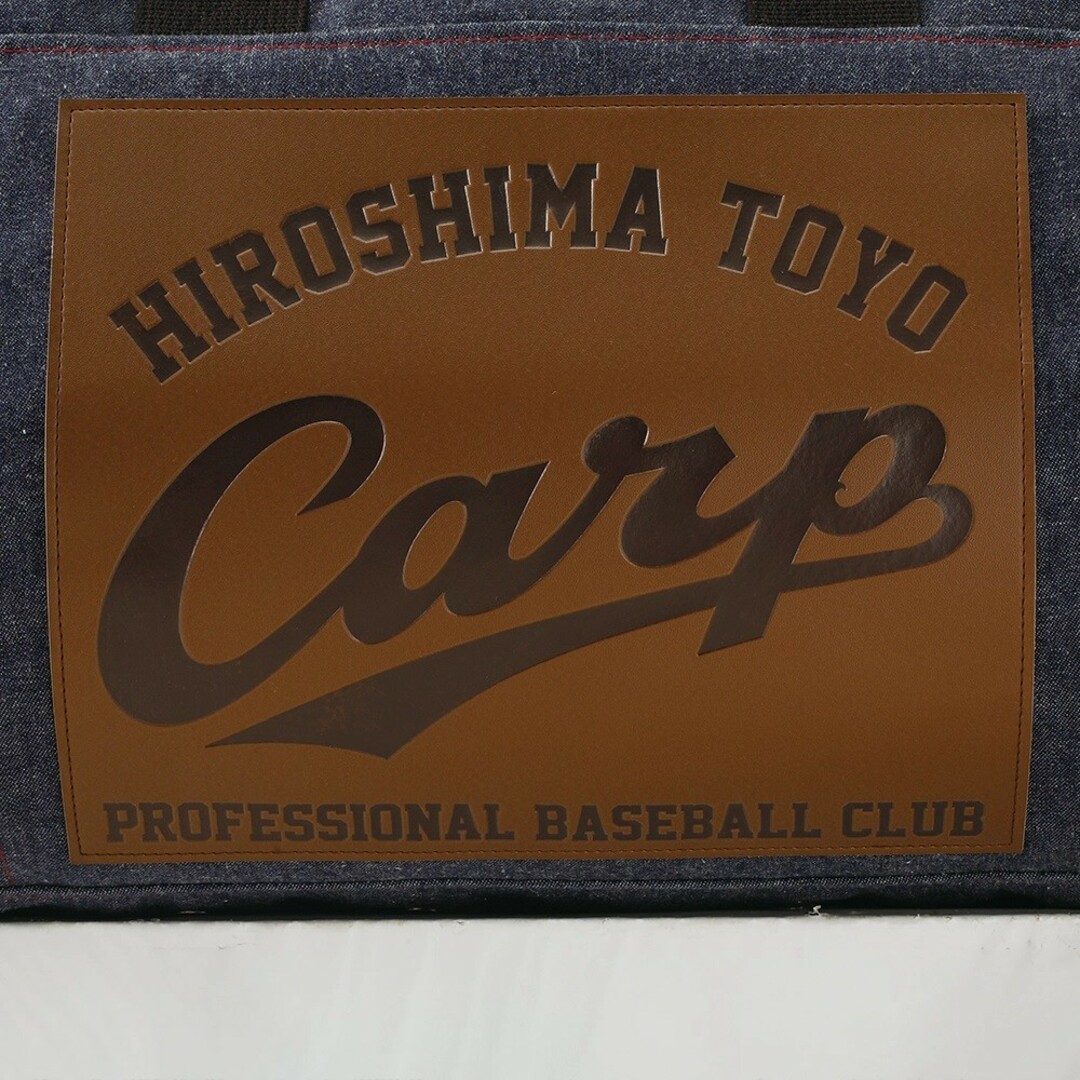 HIROSHIMA TOYO
Carp
PROFESSIONAL BASEBALL CLUB